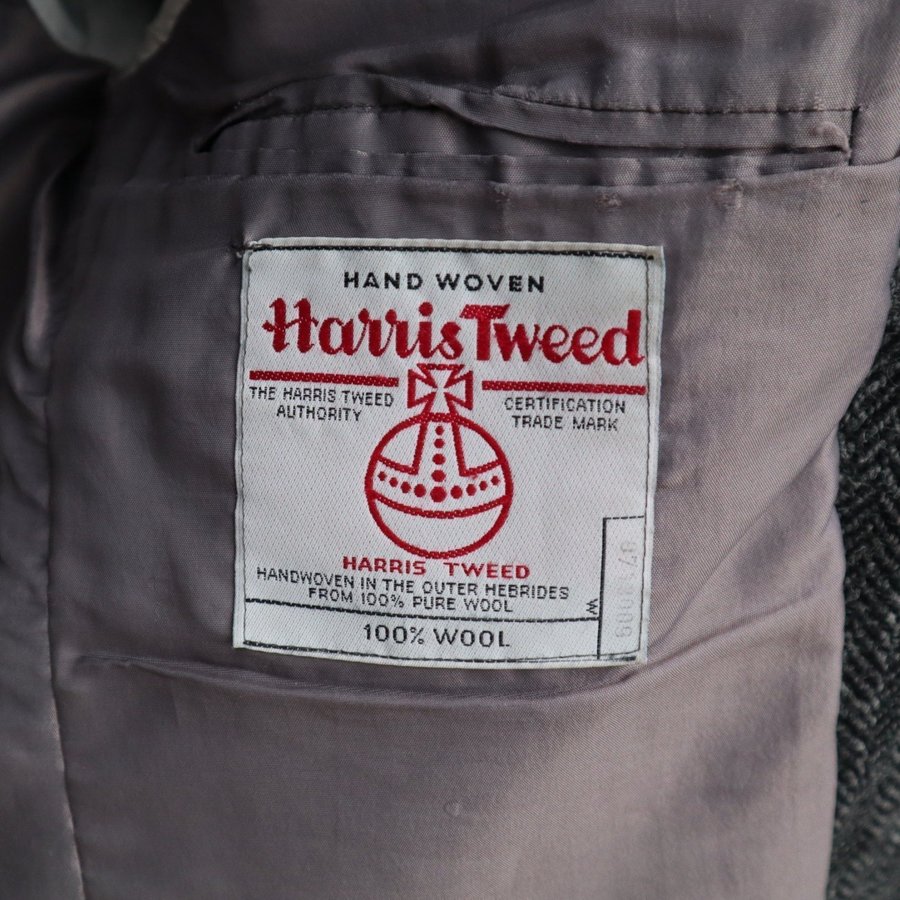 HAND WOVEN
Harris Tweed
THE HARRIS TWEED
AUTHORITY
CERTIFICATION
TRADE MARK
HARRIS TWEED
HANDWOVEN IN THE OUTER HEBRIDES
FROM 100% PURE WOOL
W
100% WOOL